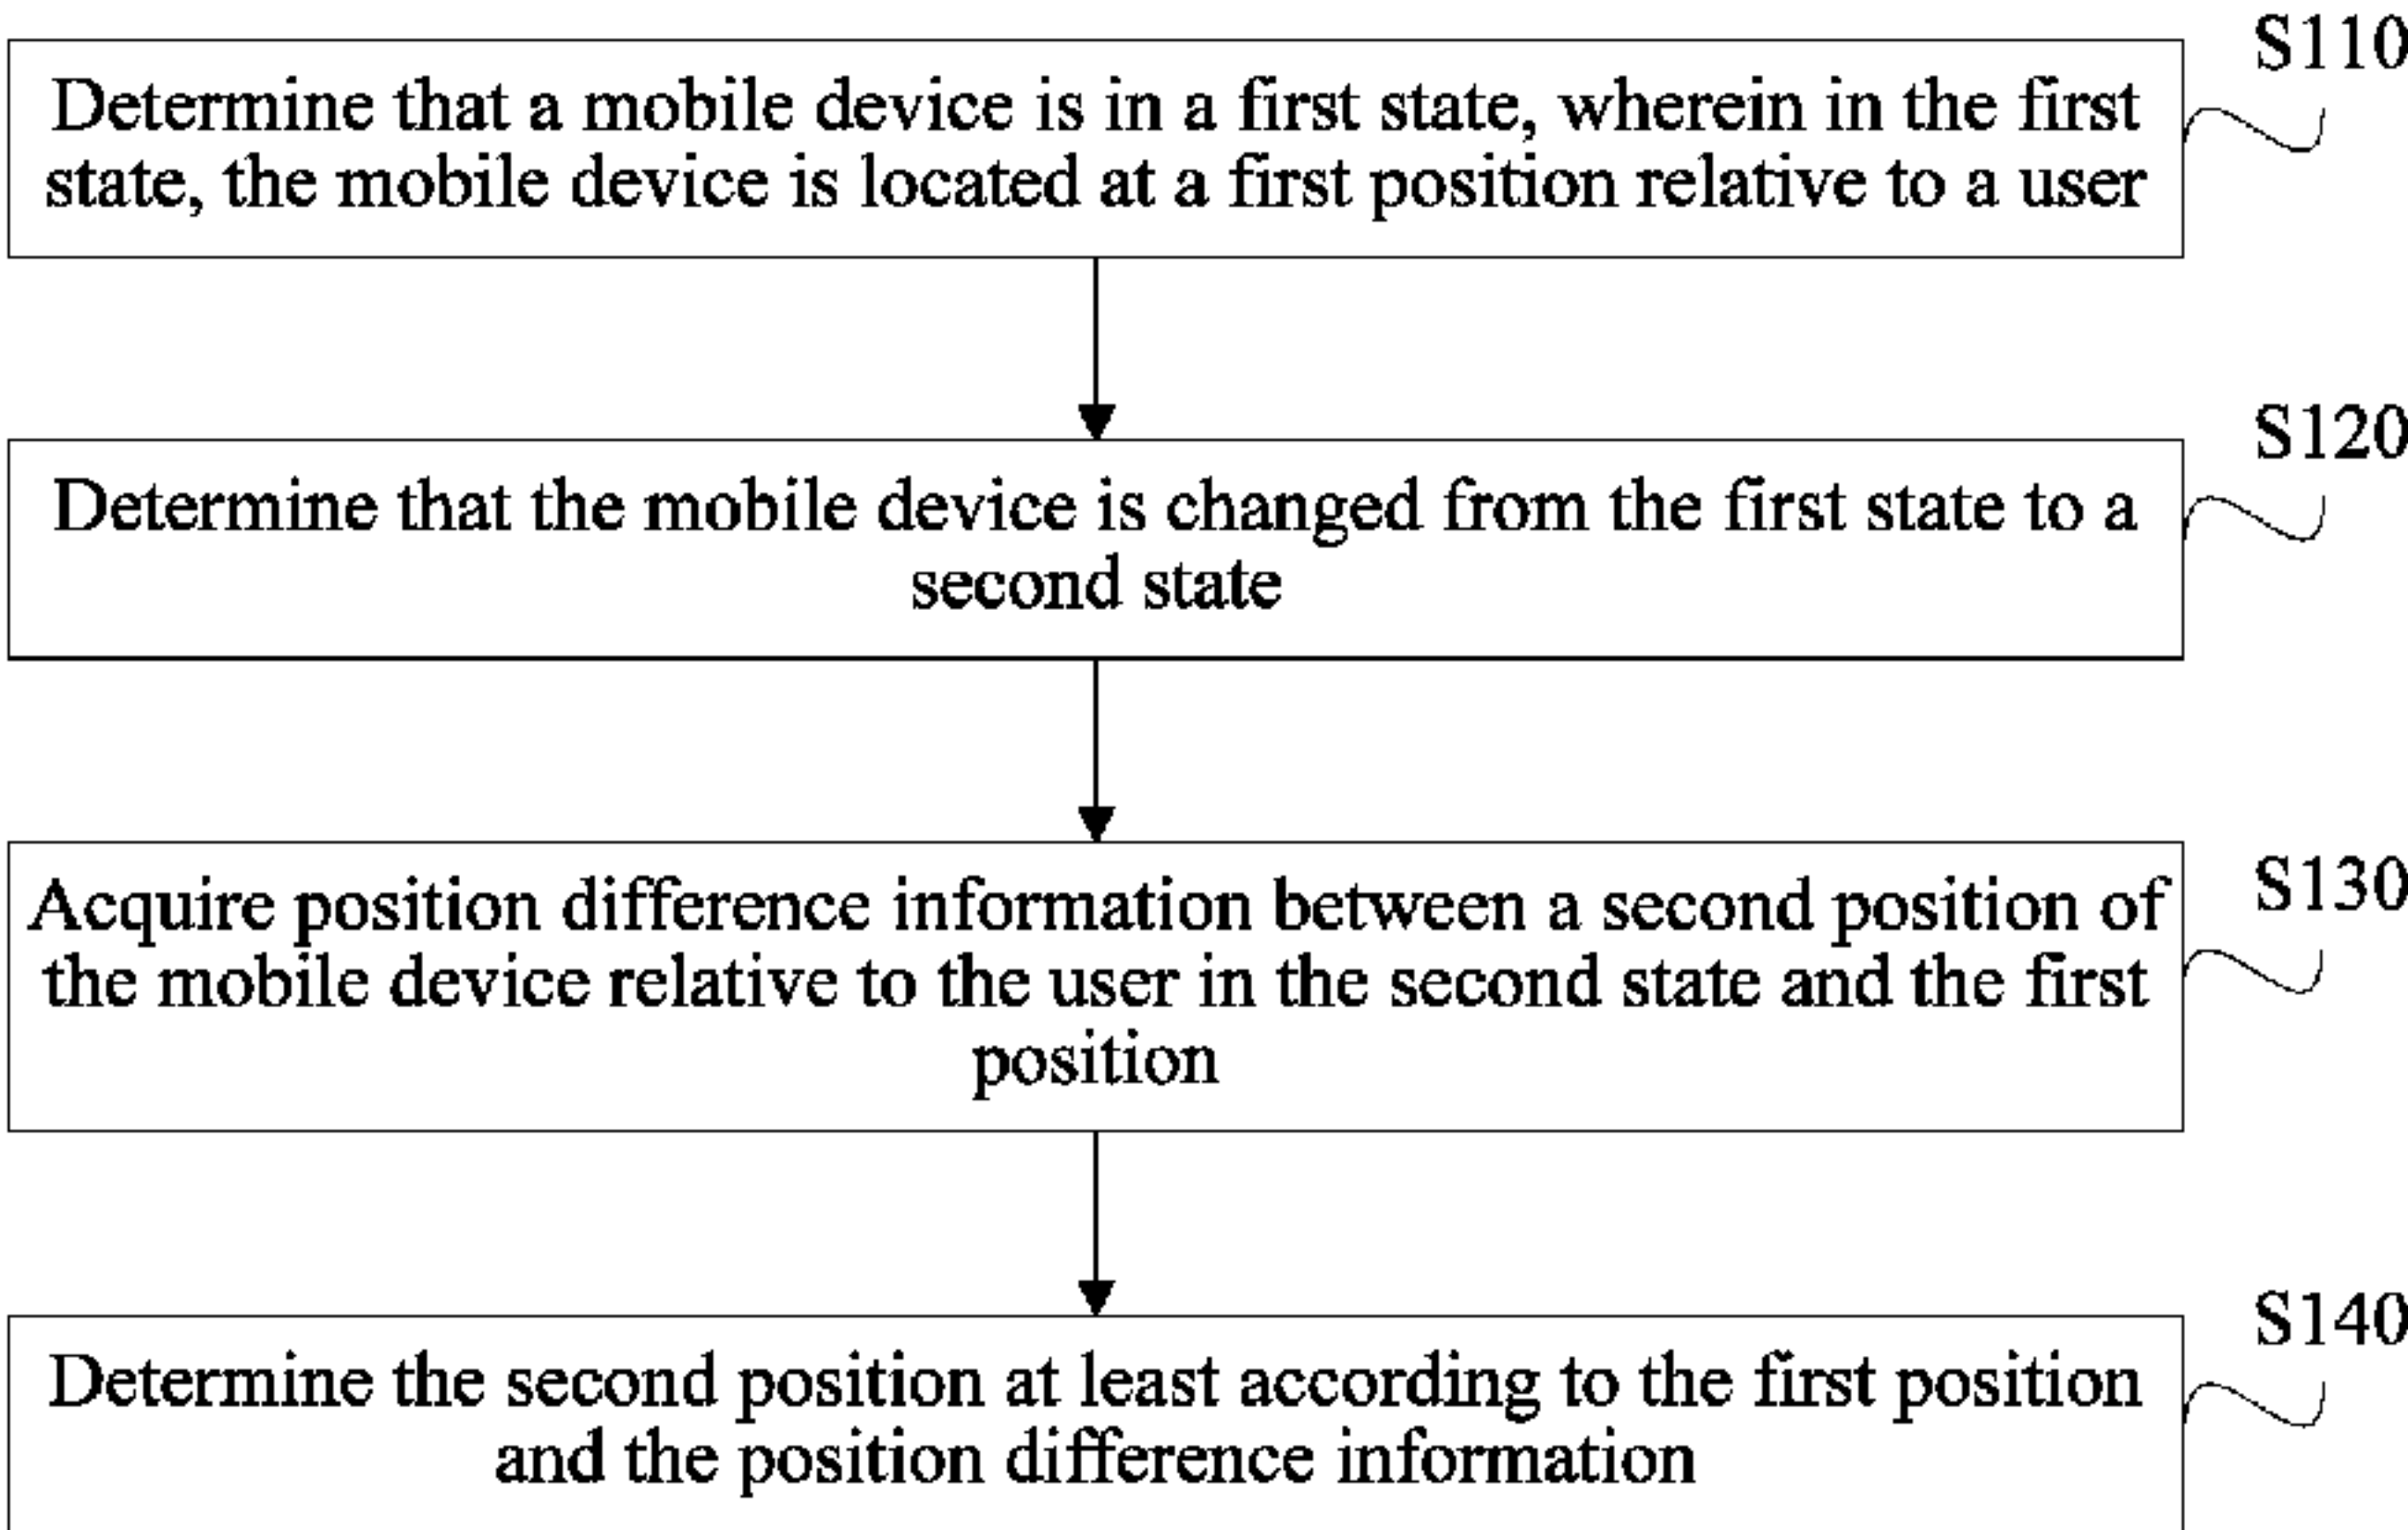 S110
Determine that a mobile device is in a first state, wherein in the first
state, the mobile device is located at a first position relative to a user
S120
Determine that the mobile device is changed from the first state to a
second state
S130
Acquire position difference information between a second position of
the mobile device relative to the user in the second state and the first
position
S140
Determine the second position at least according to the first position
and the position difference information